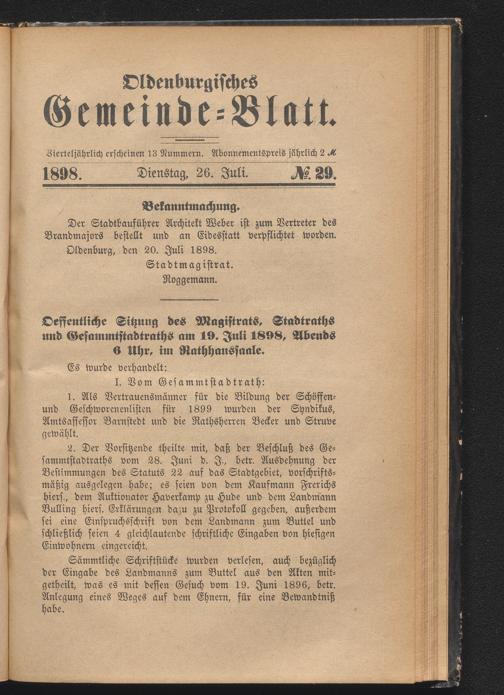 Oldenburgisches
Gemeinde=Blatt.
Vierteljährlich erscheinen 13 Nummern. Abonnementspreis jährlich 2 ℳ
1898. Dienstag, 26. Juli. №. 29.
Bekanntmachung.
Der Stadtbauführer Architekt Weber ist zum Vertreter des
Brandmajors bestellt und an Eidesstatt verpflichtet worden.
Oldenburg, den 20. Juli 1898.
Stadtmagistrat.
Roggemann.
Oeffentliche Sitzung des Magistrats, Stadtraths
und Gesammtstadtraths am 19. Juli 1898, Abends
6 Uhr, im Rathhaussaale.
Es wurde verhandelt:
I. Vom Gesammtstadtrath:
1. Als Vertrauensmänner für die Bildung der Schöffen-
und Geschworenenlisten für 1899 wurden der Syndikus,
Amtsassessor Barnstedt und die Rathsherren Becker und Struve
gewählt.
2. Der Vorsitzende theilte mit, daß der Beschluß des Ge-
sammtstadtraths vom 28. Juni d. J., betr. Ausdehnung der
Bestimmungen des Statuts 22 auf das Stadtgebiet, vorschrifts-
mäßig ausgelegen habe; es seien von dem Kaufmann Frerichs
hiers., dem Auktionator Haverkamp zu Hude und dem Landmann
Bulling hiers. Erklärungen dazu zu Protokoll gegeben, außerdem
sei eine Einspruchsschrift von dem Landmann zum Buttel und
schließlich seien 4 gleichlautende schriftliche Eingaben von hiesigen
Einwohnern eingereicht.
Sämmtliche Schriftstücke wurden verlesen, auch bezüglich
der Eingabe des Landmanns zum Buttel aus den Akten mit-
getheilt, was es mit dessen Gesuch vom 19. Juni 1896, betr.
Anlegung eines Weges auf dem Ehnern, für eine Bewandtniß
habe.